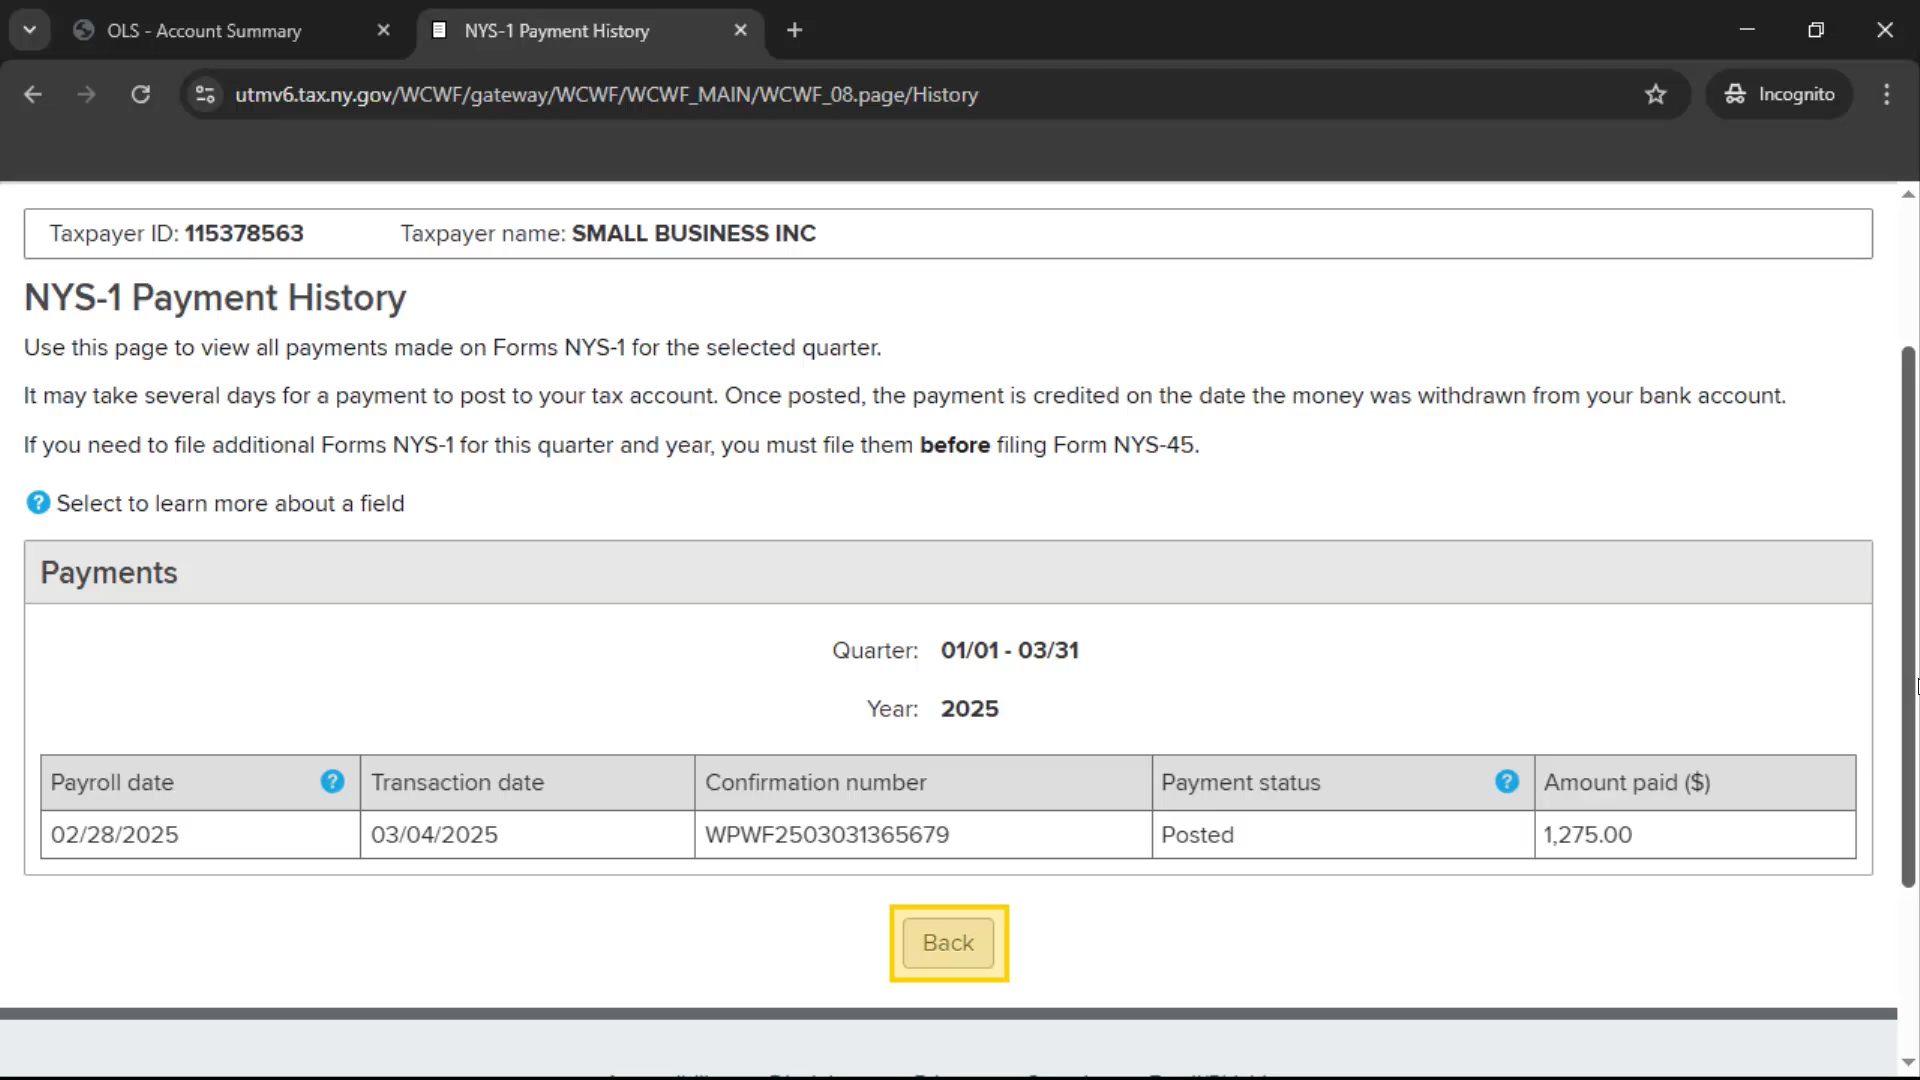 OLS - Account Summary
NYS-1 Payment History
utmv6.tax.ny.gov/WCWF/gateway/WCWF/WCWF_MAIN/WCWF_08.page/History
Incognito
Taxpayer ID: 115378563 Taxpayer name: SMALL BUSINESS INC
NYS-1 Payment History
Use this page to view all payments made on Forms NYS-1 for the selected quarter.
It may take several days for a payment to post to your tax account. Once posted, the payment is credited on the date the money was withdrawn from your bank account.
If you need to file additional Forms NYS-1 for this quarter and year, you must file them before filing Form NYS-45.
? Select to learn more about a field
Payments
Quarter: 01/01 - 03/31
Year: 2025
Payroll date ? Transaction date Confirmation number Payment status ? Amount paid ($)
02/28/2025 03/04/2025 WPWF2503031365679 Posted 1,275.00
Back